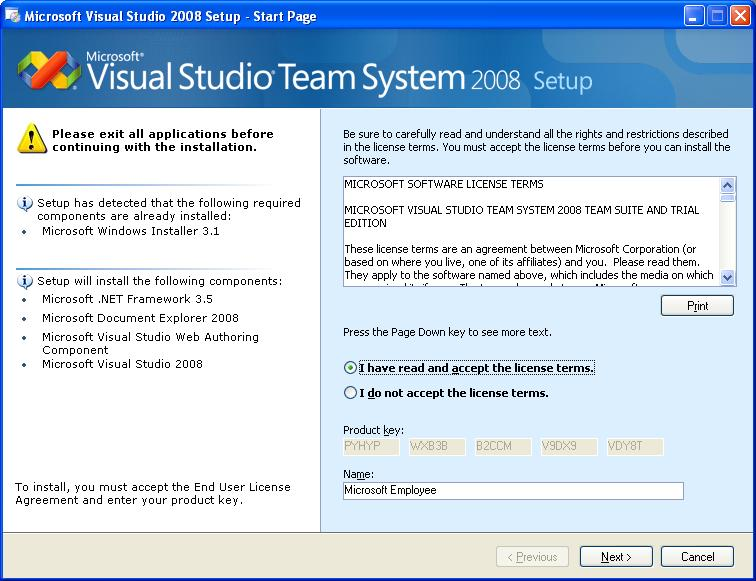 Microsoft Visual Studio 2008 Setup - Start Page
Microsoft®
Visual Studio Team System 2008 Setup
Please exit all applications before
continuing with the installation.
Setup has detected that the following required
components are already installed:
Microsoft Windows Installer 3.1
Setup will install the following components:
Microsoft .NET Framework 3.5
Microsoft Document Explorer 2008
Microsoft Visual Studio Web Authoring
Component
Microsoft Visual Studio 2008
To install, you must accept the End User License
Agreement and enter your product key.
Be sure to carefully read and understand all the rights and restrictions described
in the license terms. You must accept the license terms before you can install the
software.
MICROSOFT SOFTWARE LICENSE TERMS
MICROSOFT VISUAL STUDIO TEAM SYSTEM 2008 TEAM SUITE AND TRIAL
EDITION
These license terms are an agreement between Microsoft Corporation (or
based on where you live, one of its affiliates) and you.  Please read them.
They apply to the software named above, which includes the media on which
Print
Press the Page Down key to see more text.
I have read and accept the license terms.
I do not accept the license terms.
Product key:
PYHYP WXB3B B2CCM V9DX9 VDY8T
Name:
Microsoft Employee
< Previous Next > Cancel